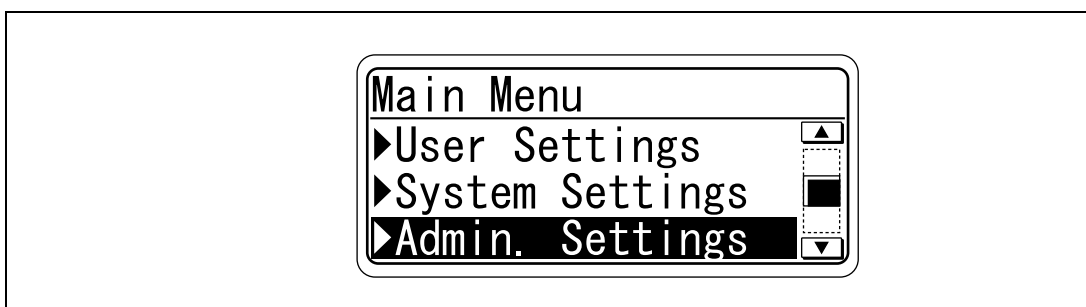 Main Menu
▶User Settings
▶System Settings
▶Admin. Settings